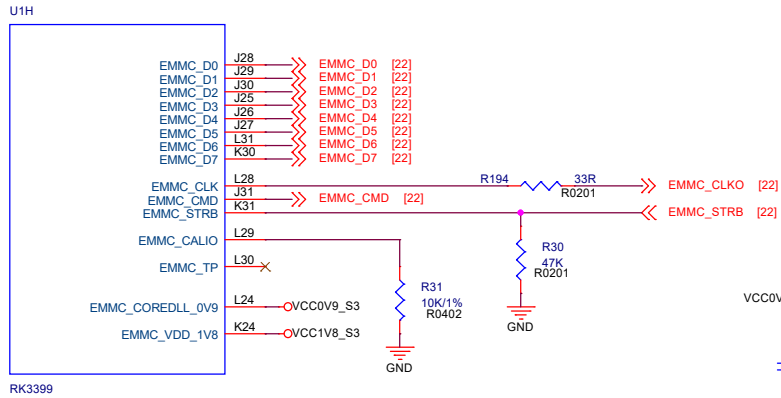 U1H
EMMC_D0 J28 EMMC_D0 [22]
EMMC_D1 J29 EMMC_D1 [22]
EMMC_D2 J30 EMMC_D2 [22]
EMMC_D3 J25 EMMC_D3 [22]
EMMC_D4 J26 EMMC_D4 [22]
EMMC_D5 J27 EMMC_D5 [22]
EMMC_D6 L31 EMMC_D6 [22]
EMMC_D7 K30 EMMC_D7 [22]
EMMC_CLK L28 R194 33R R0201 EMMC_CLKO [22]
EMMC_CMD J31 EMMC_CMD [22]
EMMC_STRB K31 EMMC_STRB [22]
EMMC_CALIO L29
R30
47K
R0201
EMMC_TP L30
R31
10K/1%
R0402
EMMC_COREDLL_0V9 L24 VCC0V9_S3
GND
EMMC_VDD_1V8 K24 VCC1V8_S3
GND
VCC0V
RK3399